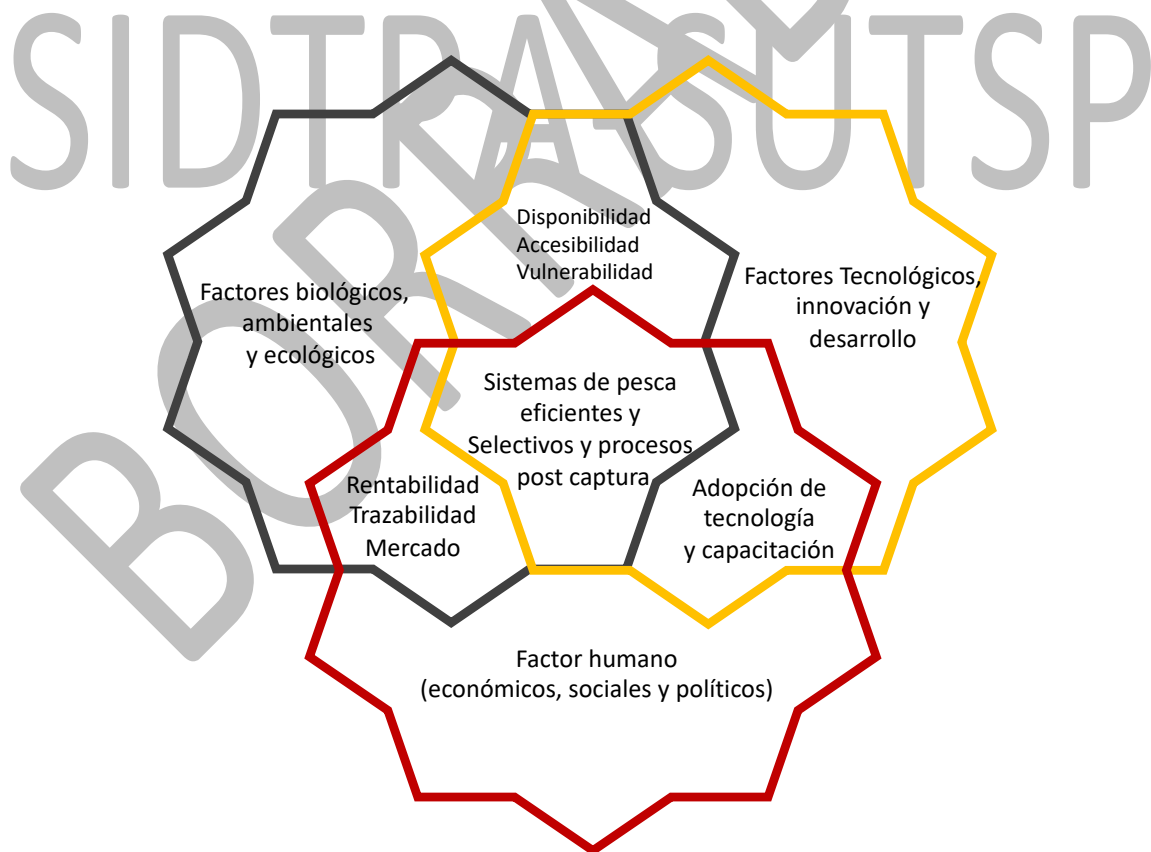 SIDTRA SUTSP
BORRADOR
Disponibilidad
Accesibilidad
Vulnerabilidad
Factores biológicos,
ambientales
y ecológicos
Factores Tecnológicos,
innovación y
desarrollo
Sistemas de pesca
eficientes y
Selectivos y procesos
post captura
Rentabilidad
Trazabilidad
Mercado
Adopción de
tecnología
y capacitación
Factor humano
(económicos, sociales y políticos)